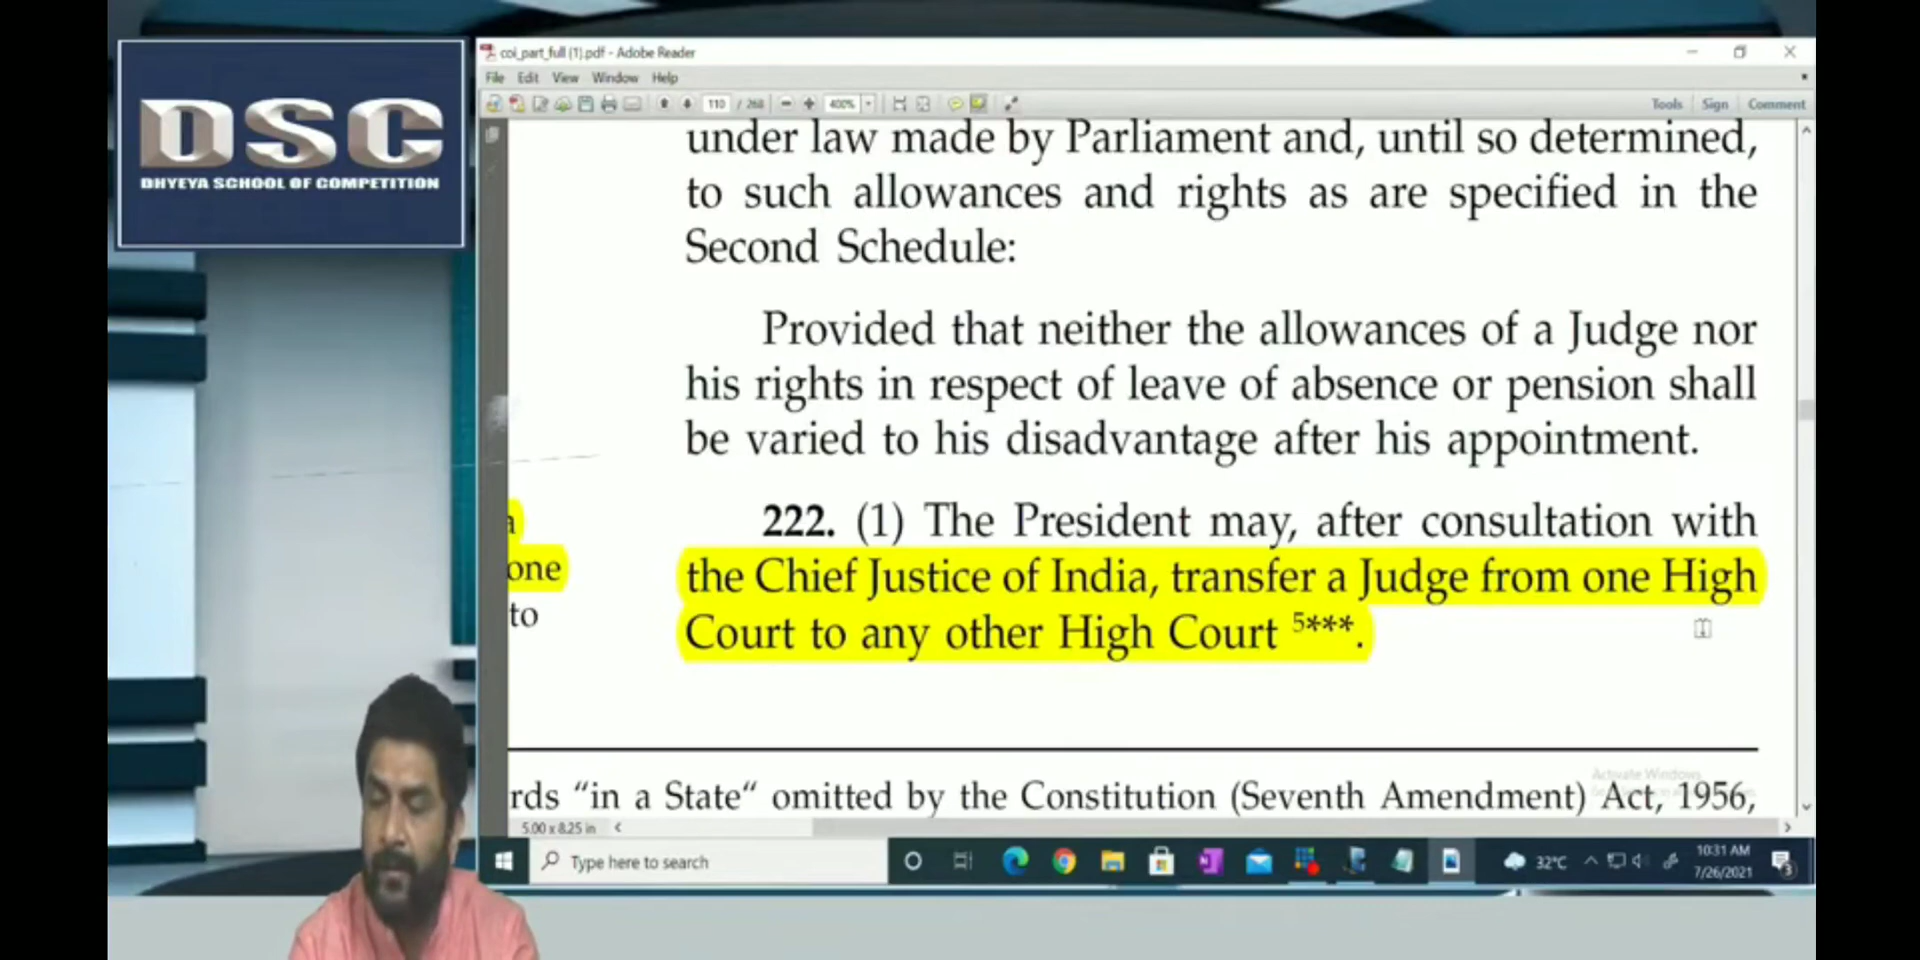 DSC
DHYEYA SCHOOL OF COMPETITION
coi_part_full (1).pdf - Adobe Reader
File Edit View Window Help
110 / 268 400% Tools Sign Comment
under law made by Parliament and, until so determined,
to such allowances and rights as are specified in the
Second Schedule:
Provided that neither the allowances of a Judge nor
his rights in respect of leave of absence or pension shall
be varied to his disadvantage after his appointment.
222. (1) The President may, after consultation with
the Chief Justice of India, transfer a Judge from one High
Court to any other High Court 5***.
a
one
to
rds “in a State“ omitted by the Constitution (Seventh Amendment) Act, 1956,
Activate Windows
5.00 x 8.25 in
Type here to search
32°C
10:31 AM
7/26/2021
3